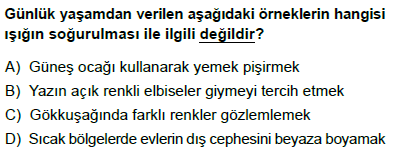 Günlük yaşamdan verilen aşağıdaki örneklerin hangisi
ışığın soğurulması ile ilgili değildir?
A) Güneş ocağı kullanarak yemek pişirmek
B) Yazın açık renkli elbiseler giymeyi tercih etmek
C) Gökkuşağında farklı renkler gözlemlemek
D) Sıcak bölgelerde evlerin dış cephesini beyaza boyamak